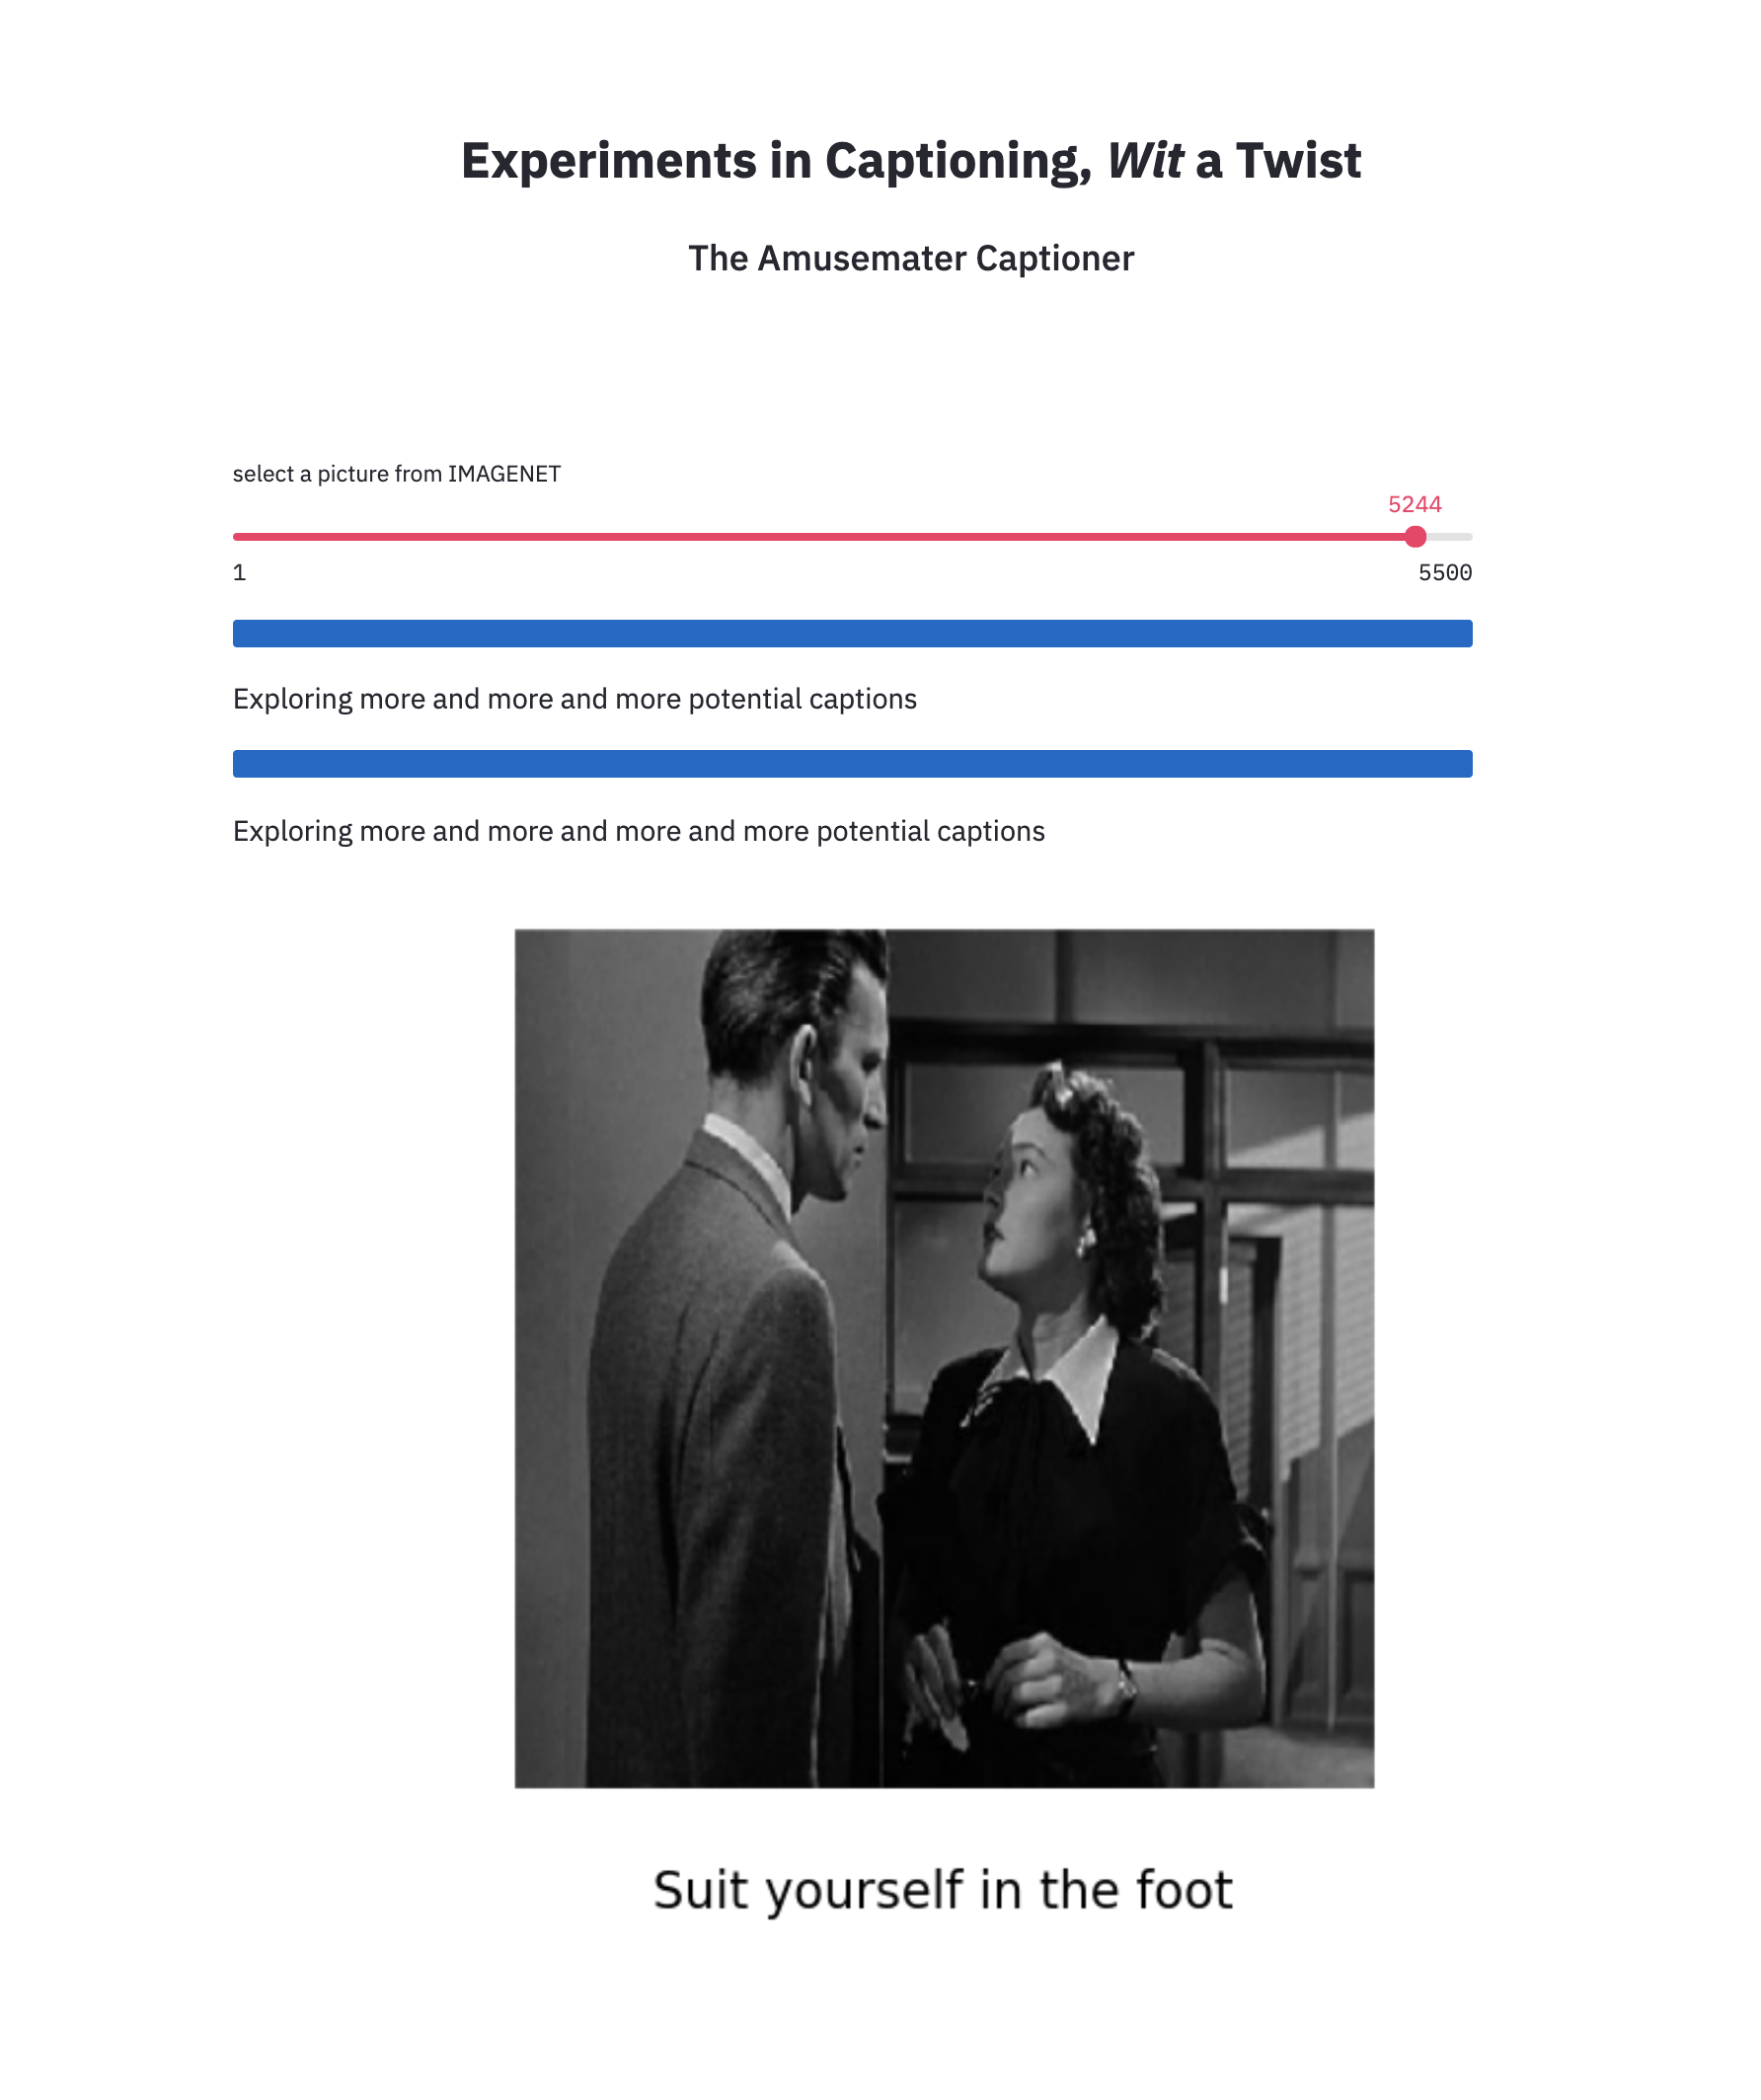 Experiments in Captioning, Wit a Twist
The Amusemater Captioner
select a picture from IMAGENET
5244
1 5500
Exploring more and more and more potential captions
Exploring more and more and more and more potential captions
Suit yourself in the foot